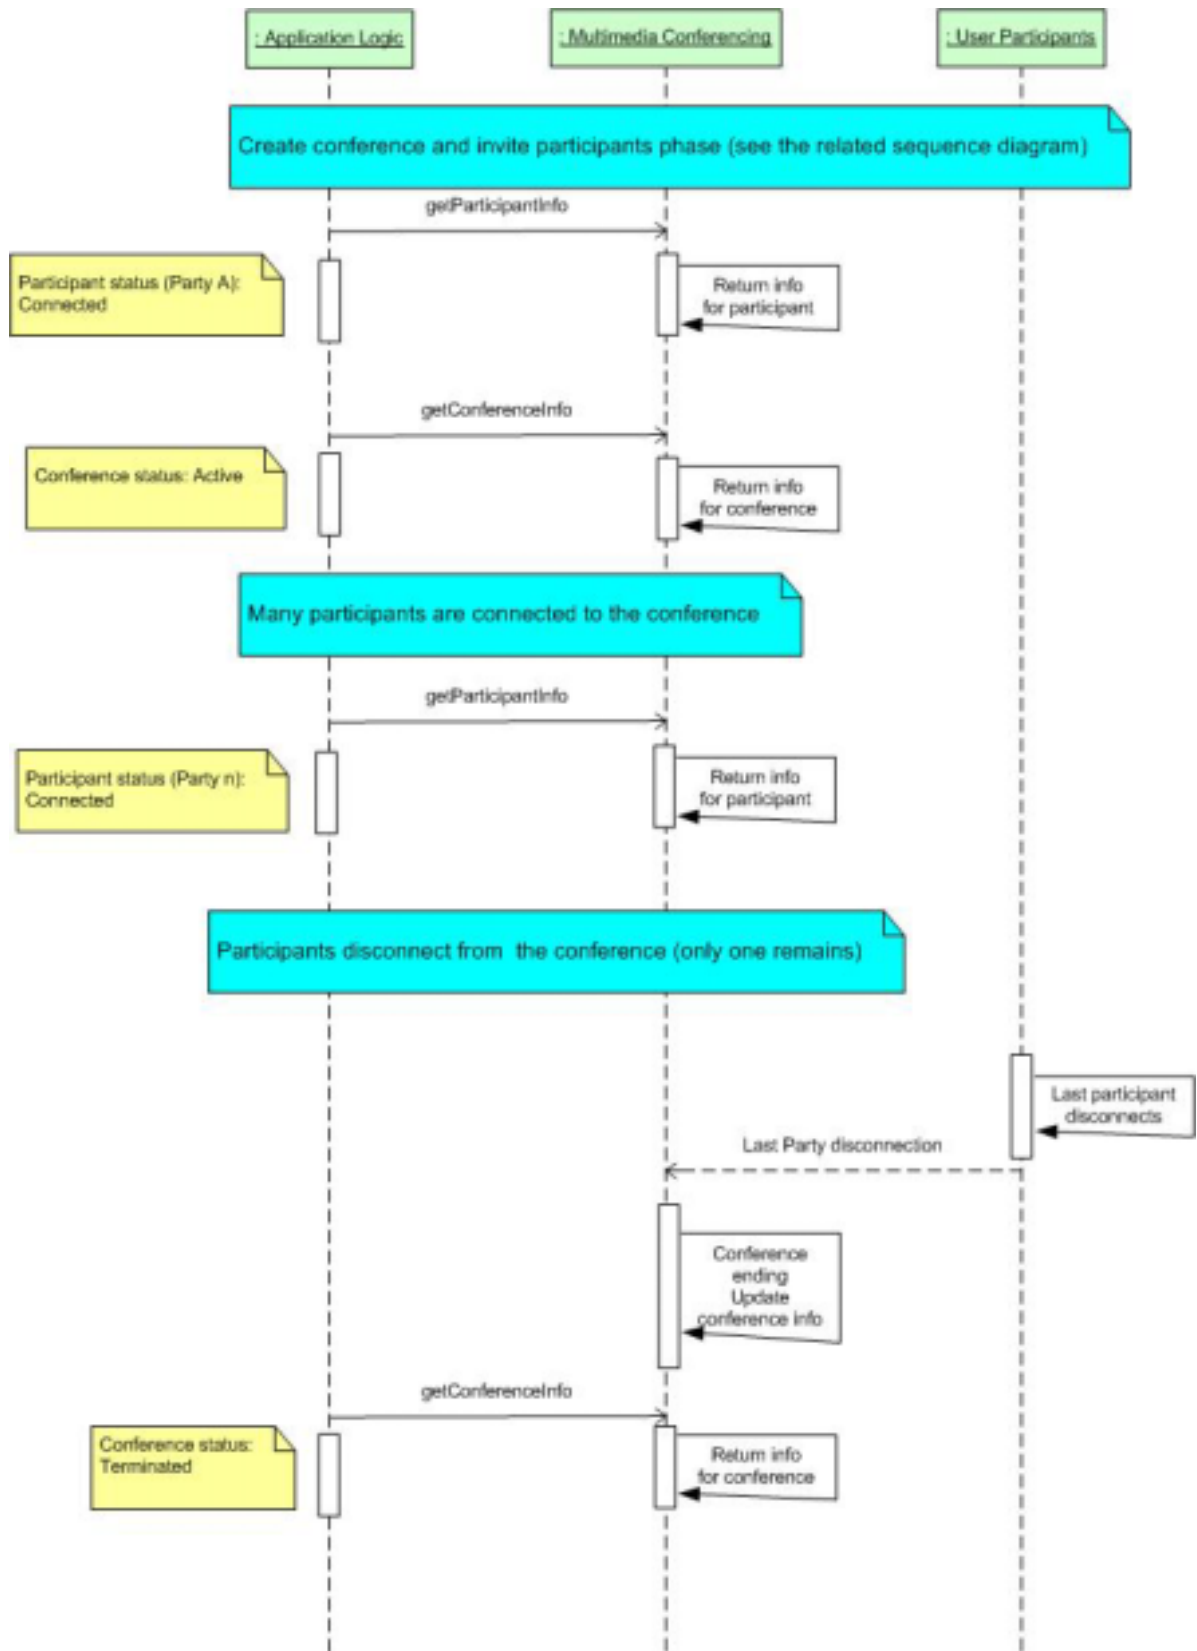 : Application Logic
: Multimedia Conferencing
: User Participants
Create conference and invite participants phase (see the related sequence diagram)
getParticipantInfo
Participant status (Party A):
Connected
Return info
for participant
getConferenceInfo
Conference status: Active
Return info
for conference
Many participants are connected to the conference
getParticipantInfo
Participant status (Party n):
Connected
Return info
for participant
Participants disconnect from  the conference (only one remains)
Last participant
disconnects
Last Party disconnection
Conference
ending
Update
conference info
getConferenceInfo
Conference status:
Terminated
Return info
for conference